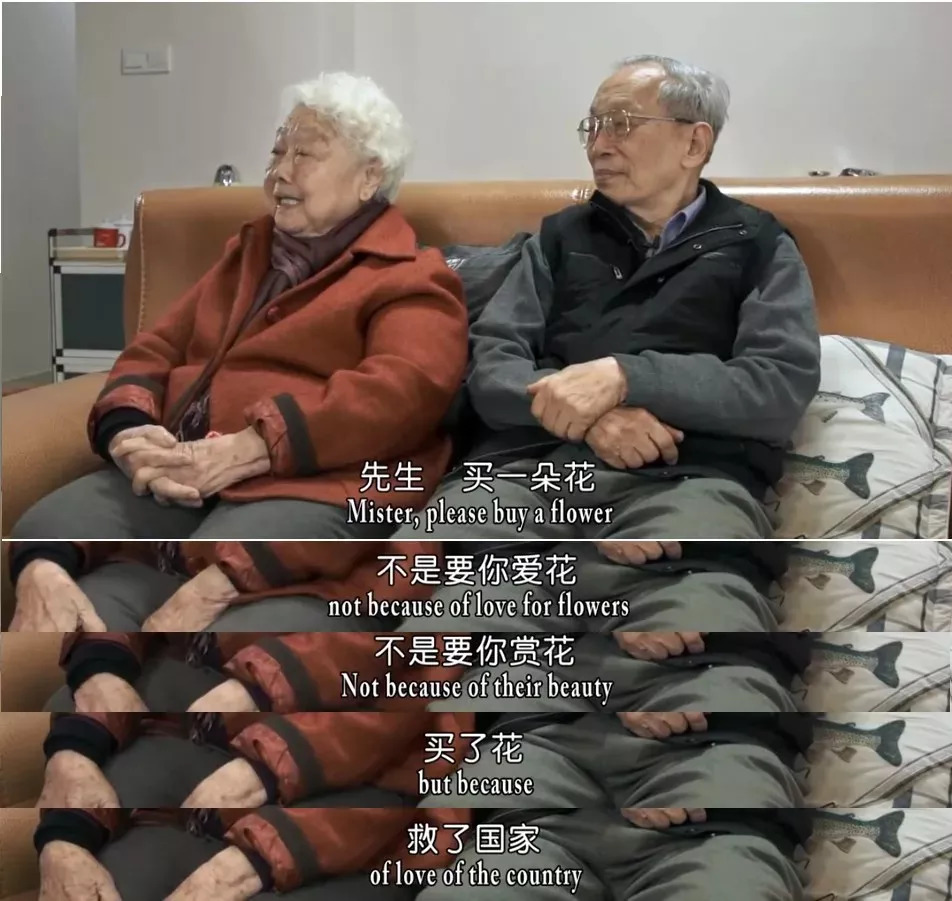 先生 买一朵花
Mister, please buy a flower
不是要你爱花
not because of love for flowers
不是要你赏花
Not because of their beauty
买了花
but because
救了国家
of love of the country